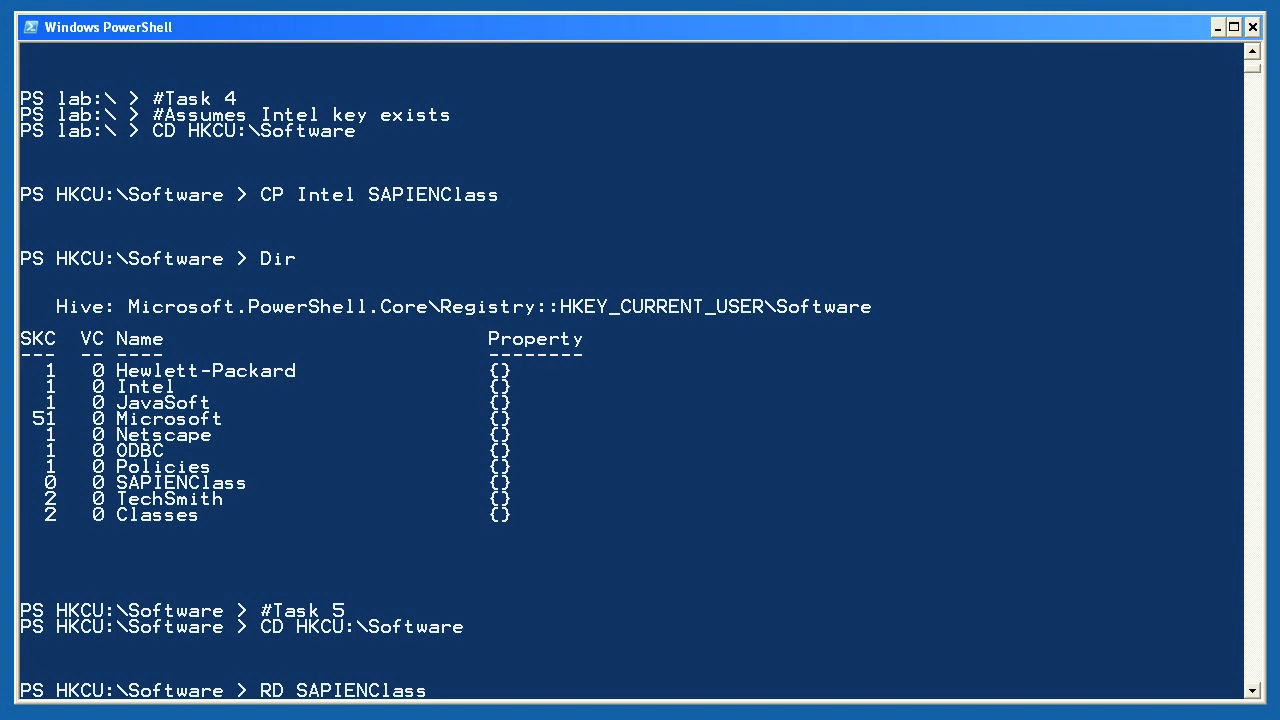 Windows PowerShell
PS lab:\ > #Task 4
PS lab:\ > #Assumes Intel key exists
PS lab:\ > CD HKCU:\Software
PS HKCU:\Software > CP Intel SAPIENClass
PS HKCU:\Software > Dir
Hive: Microsoft.PowerShell.Core\Registry::HKEY_CURRENT_USER\Software
SKC  VC Name                           Property
---  -- ----                           --------
  1   0 Hewlett-Packard                {}
  1   0 Intel                          {}
  1   0 JavaSoft                       {}
 51   0 Microsoft                      {}
  1   0 Netscape                       {}
  1   0 ODBC                           {}
  1   0 Policies                       {}
  0   0 SAPIENClass                    {}
  2   0 TechSmith                      {}
  2   0 Classes                        {}
PS HKCU:\Software > #Task 5
PS HKCU:\Software > CD HKCU:\Software
PS HKCU:\Software > RD SAPIENClass